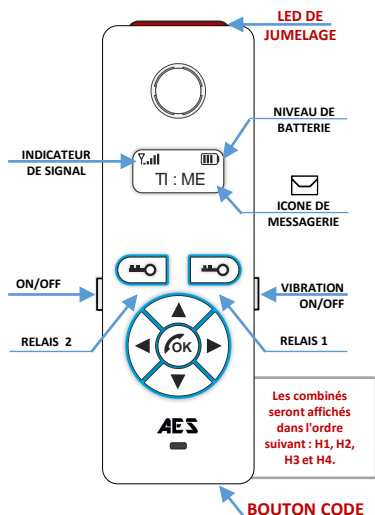 LED DE
JUMELAGE
NIVEAU DE
BATTERIE
INDICATEUR
DE SIGNAL
TI : ME
ICONE DE
MESSAGERIE
ON/OFF
VIBRATION
ON/OFF
RELAIS 2
RELAIS 1
OK
Les combinés
seront affichés
dans l'ordre
suivant : H1, H2,
H3 et H4.
AES
BOUTON CODE